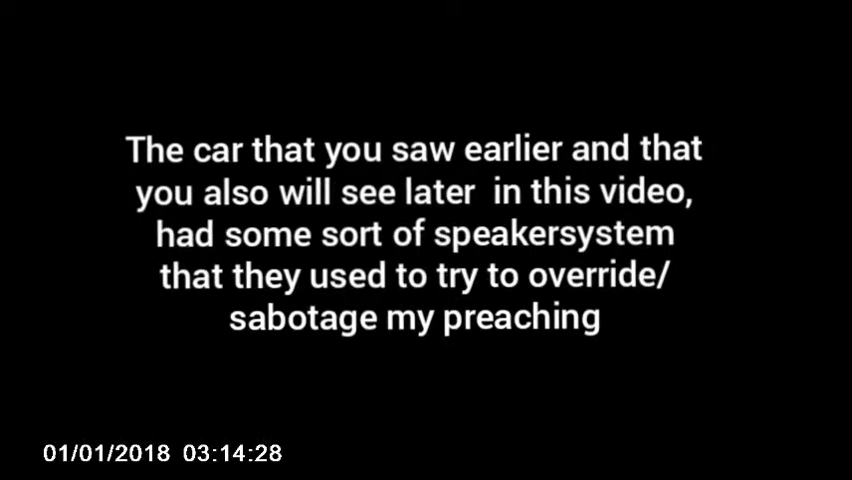 The car that you saw earlier and that
you also will see later in this video,
had some sort of speakersystem
that they used to try to override/
sabotage my preaching
01/01/2018 03:14:28